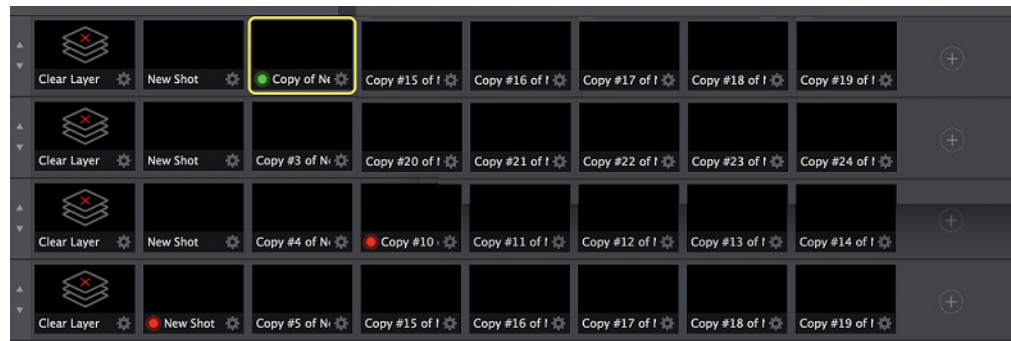 Clear Layer New Shot Copy of Ne Copy #15 of Copy #16 of Copy #17 of Copy #18 of Copy #19 of
Clear Layer New Shot Copy #3 of N Copy #20 of Copy #21 of Copy #22 of Copy #23 of Copy #24 of
Clear Layer New Shot Copy #4 of N Copy #10 Copy #11 of Copy #12 of Copy #13 of Copy #14 of
Clear Layer New Shot Copy #5 of N Copy #15 of Copy #16 of Copy #17 of Copy #18 of Copy #19 of